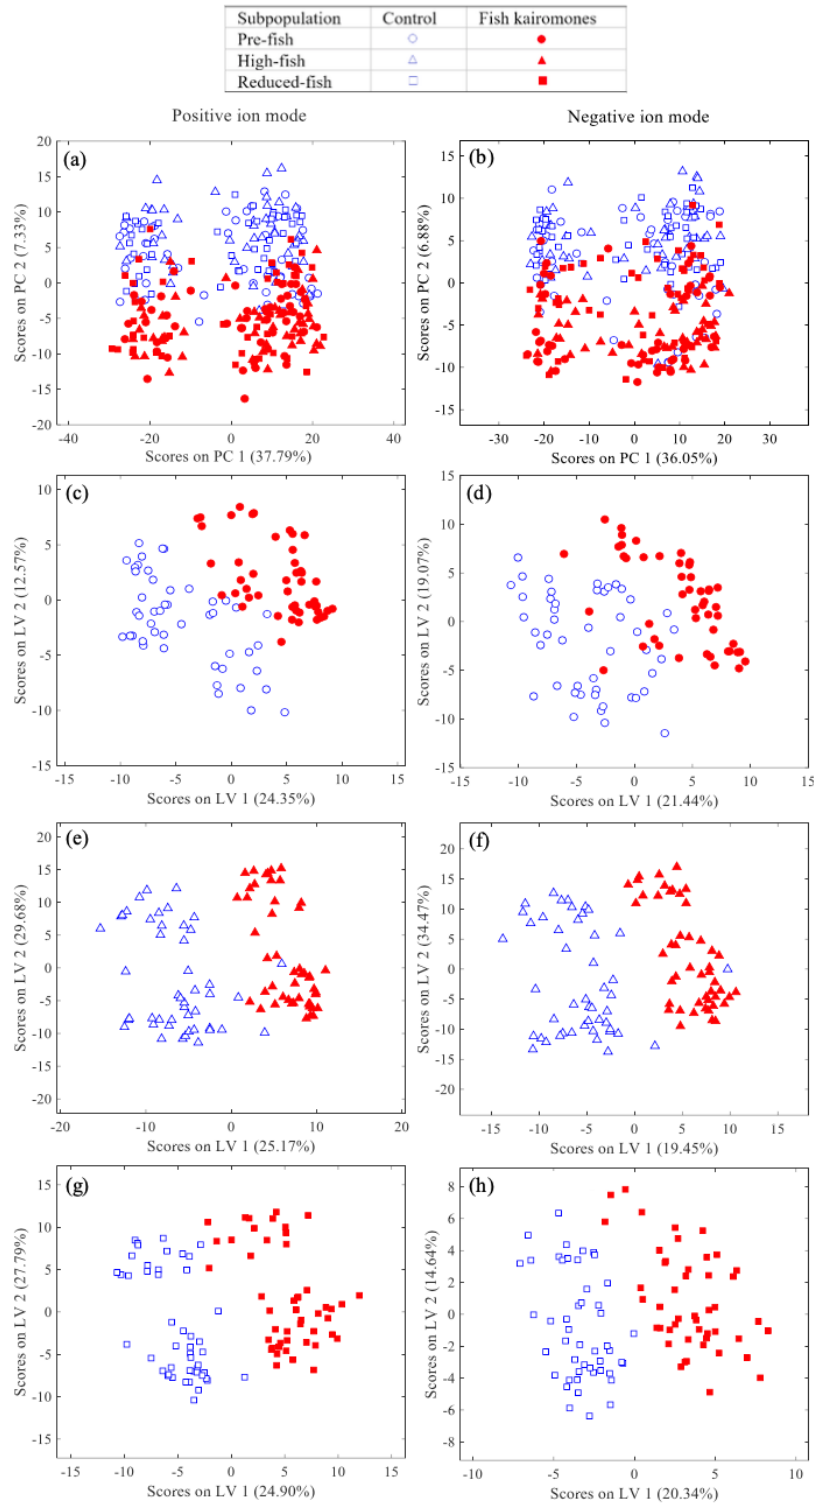 Subpopulation Control Fish kairomones
Pre-fish
High-fish
Reduced-fish
Positive ion mode
Negative ion mode
(a)
20
15
10
5
0
-5
-10
-15
-20
-40 -20 0 20 40
Scores on PC 2 (7.33%)
Scores on PC 1 (37.79%)
(b)
15
10
5
0
-5
-10
-15
-30 -20 -10 0 10 20 30
Scores on PC 2 (6.88%)
Scores on PC 1 (36.05%)
(c)
10
5
0
-5
-10
-15
-15 -10 -5 0 5 10 15
Scores on LV 2 (12.57%)
Scores on LV 1 (24.35%)
(d)
15
10
5
0
-5
-10
-15
-15 -10 -5 0 5 10 15
Scores on LV 2 (19.07%)
Scores on LV 1 (21.44%)
(e)
20
15
10
5
0
-5
-10
-15
-20
-20 -10 0 10 20
Scores on LV 2 (29.68%)
Scores on LV 1 (25.17%)
(f)
20
15
10
5
0
-5
-10
-15
-20
-15 -10 -5 0 5 10 15
Scores on LV 2 (34.47%)
Scores on LV 1 (19.45%)
(g)
15
10
5
0
-5
-10
-15
-15 -10 -5 0 5 10 15
Scores on LV 2 (27.79%)
Scores on LV 1 (24.90%)
(h)
8
6
4
2
0
-2
-4
-6
-8
-10 -5 0 5 10
Scores on LV 2 (14.64%)
Scores on LV 1 (20.34%)